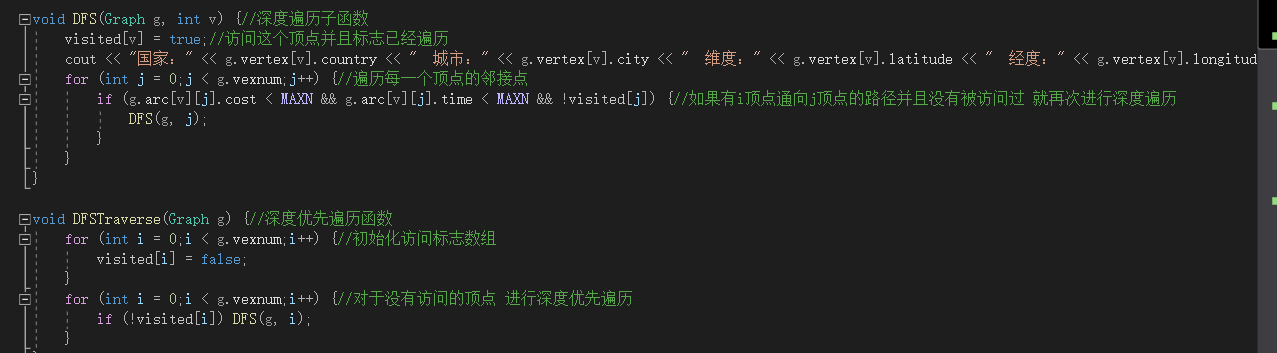 void DFS(Graph g, int v) {//深度遍历子函数
visited[v] = true;//访问这个顶点并且标志已经遍历
cout << "国家：" << g.vertex[v].country << "  城市：" << g.vertex[v].city << "  维度：" << g.vertex[v].latitude << "  经度：" << g.vertex[v].longitud
for (int j = 0;j < g.vexnum;j++) {//遍历每一个顶点的邻接点
if (g.arc[v][j].cost < MAXN && g.arc[v][j].time < MAXN && !visited[j]) {//如果有i顶点通向j顶点的路径并且没有被访问过 就再次进行深度遍历
DFS(g, j);
}
}
}
void DFSTraverse(Graph g) {//深度优先遍历函数
for (int i = 0;i < g.vexnum;i++) {//初始化访问标志数组
visited[i] = false;
}
for (int i = 0;i < g.vexnum;i++) {//对于没有访问的顶点 进行深度优先遍历
if (!visited[i]) DFS(g, i);
}